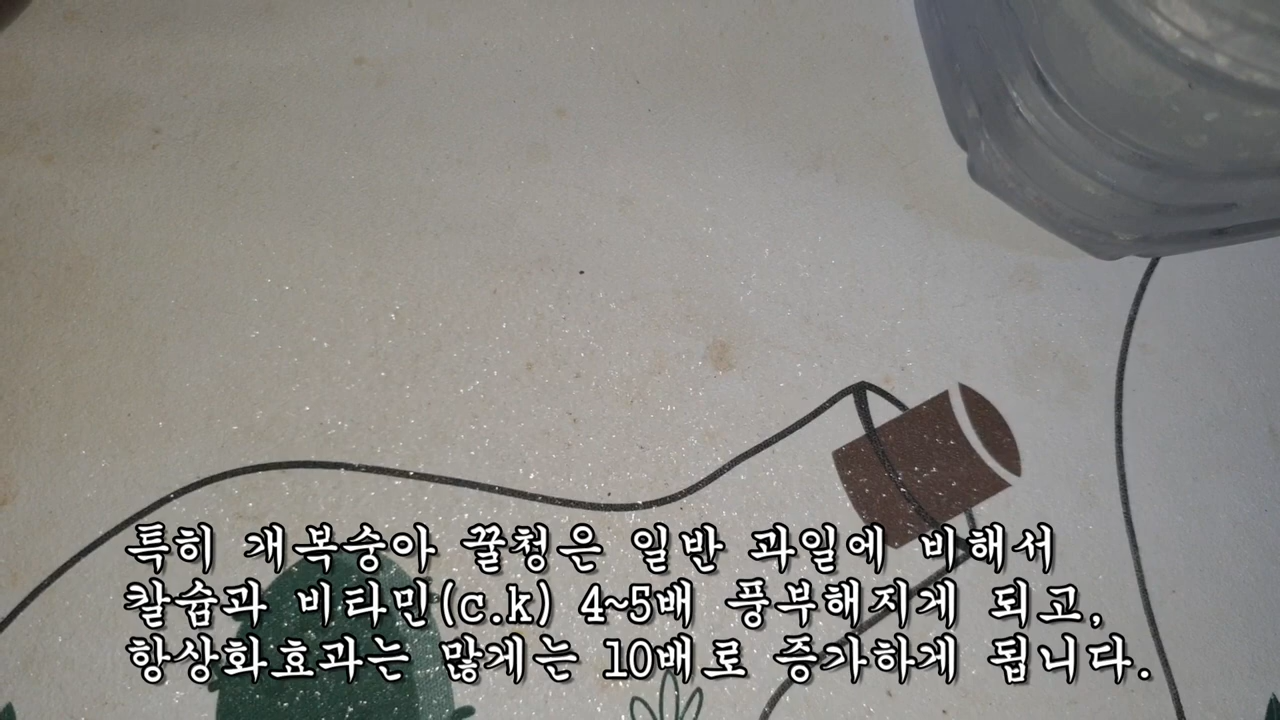 특히 개복숭아 꿀청은 일반 과일에 비해서
칼슘과 비타민(c.k) 4~5배 풍부해지게 되고,
항상화효과는 많게는 10배로 증가하게 됩니다.